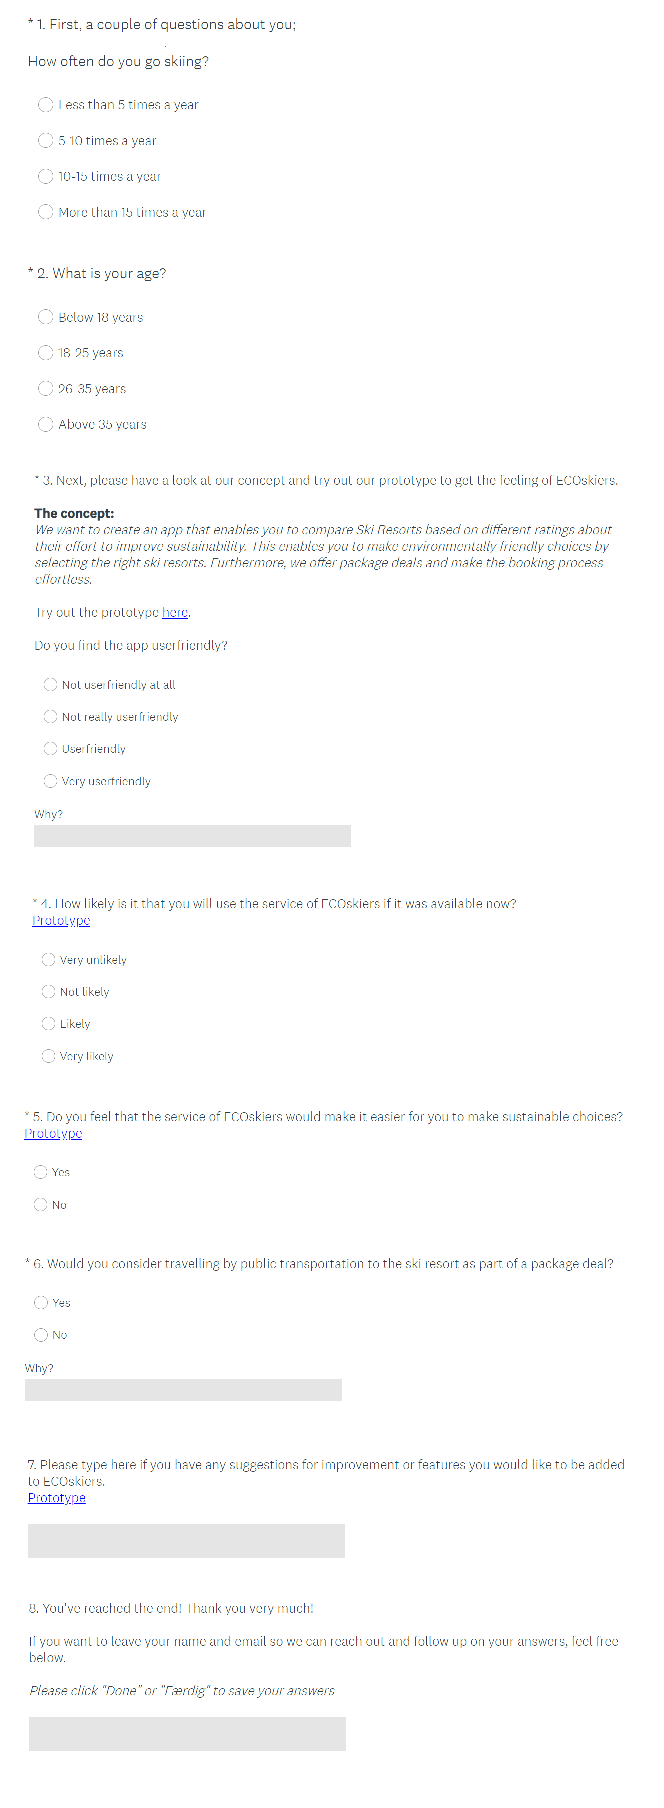 * 1. First, a couple of questions about you;
How often do you go skiing?
Less than 5 times a year
5-10 times a year
10-15 times a year
More than 15 times a year
* 2. What is your age?
Below 18 years
18-25 years
26-35 years
Above 35 years
* 3. Next, please have a look at our concept and try out our prototype to get the feeling of ECOskiers.
The concept:
We want to create an app that enables you to compare Ski Resorts based on different ratings about
their effort to improve sustainability. This enables you to make environmentally friendly choices by
selecting the right ski resorts. Furthermore, we offer package deals and make the booking process
effortless.
Try out the prototype here.
Do you find the app userfriendly?
Not userfriendly at all
Not really userfriendly
Userfriendly
Very userfriendly
Why?
* 4. How likely is it that you will use the service of ECOskiers if it was available now?
Prototype
Very unlikely
Not likely
Likely
Very likely
* 5. Do you feel that the service of ECOskiers would make it easier for you to make sustainable choices?
Prototype
Yes
No
* 6. Would you consider travelling by public transportation to the ski resort as part of a package deal?
Yes
No
Why?
7. Please type here if you have any suggestions for improvement or features you would like to be added
to ECOskiers.
Prototype
8. You've reached the end! Thank you very much!
If you want to leave your name and email so we can reach out and follow up on your answers, feel free
below.
Please click "Done" or "Færdig" to save your answers